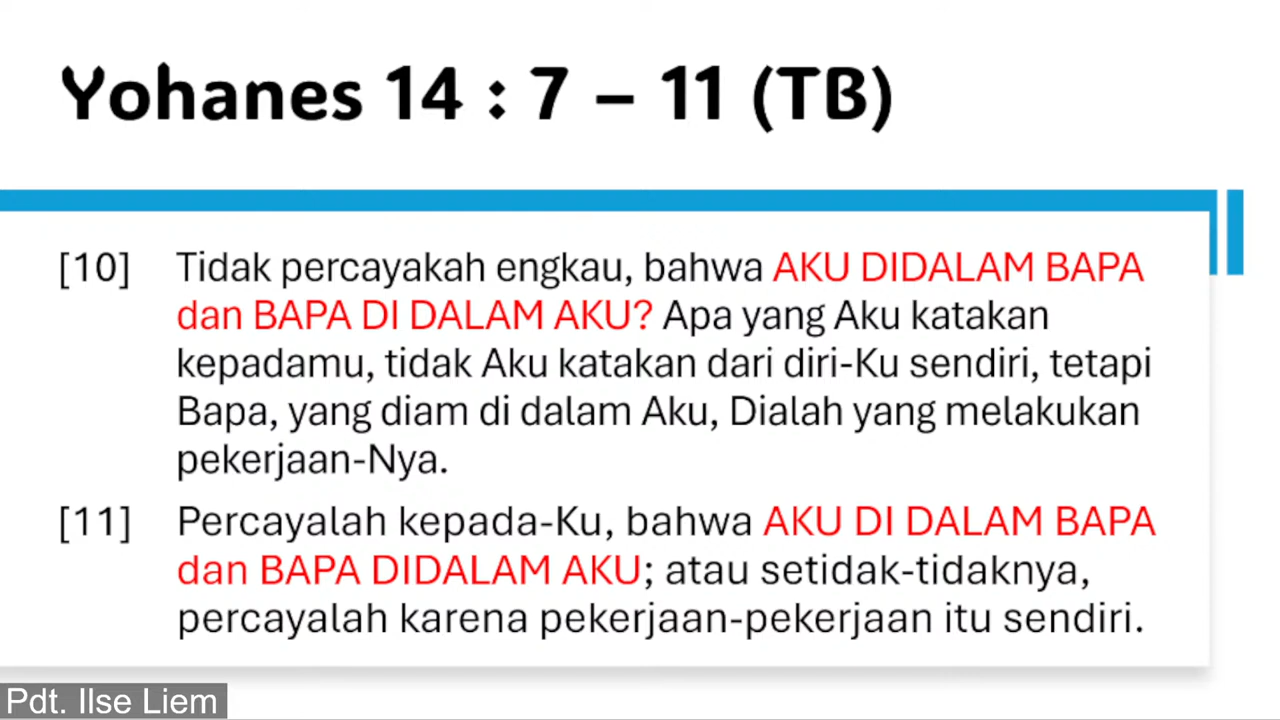 Yohanes 14 : 7 – 11 (TB)
[10] Tidak percayakah engkau, bahwa AKU DIDALAM BAPA
dan BAPA DI DALAM AKU? Apa yang Aku katakan
kepadamu, tidak Aku katakan dari diri-Ku sendiri, tetapi
Bapa, yang diam di dalam Aku, Dialah yang melakukan
pekerjaan-Nya.
[11] Percayalah kepada-Ku, bahwa AKU DI DALAM BAPA
dan BAPA DIDALAM AKU; atau setidak-tidaknya,
percayalah karena pekerjaan-pekerjaan itu sendiri.
Pdt. Ilse Liem